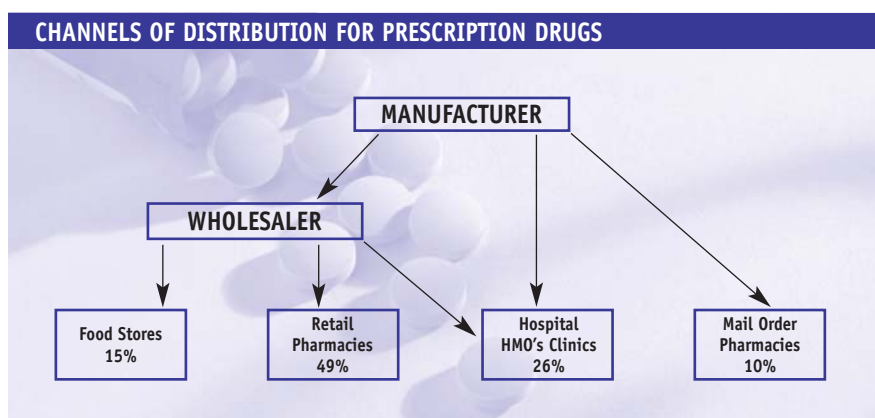 CHANNELS OF DISTRIBUTION FOR PRESCRIPTION DRUGS
MANUFACTURER
WHOLESALER
Food Stores
15%
Retail
Pharmacies
49%
Hospital
HMO's Clinics
26%
Mail Order
Pharmacies
10%